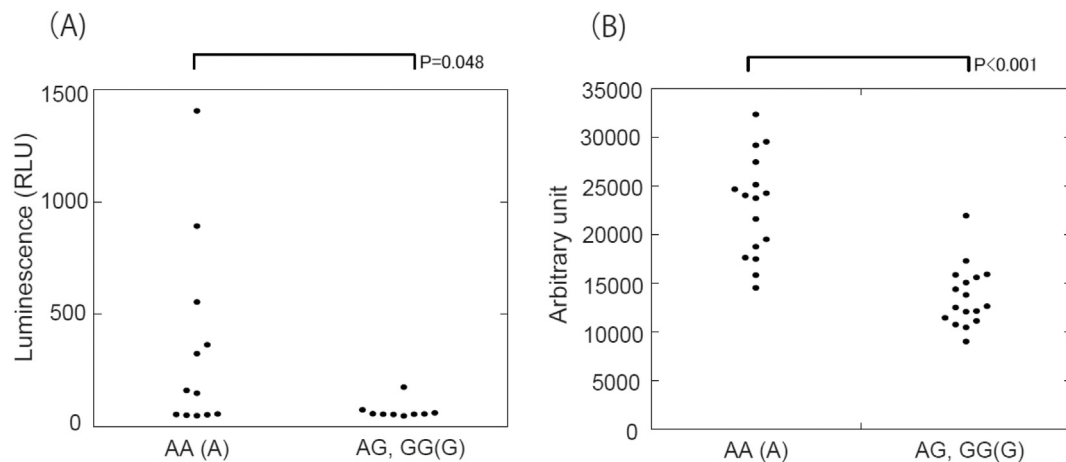 (A)
P=0.048
Luminescence (RLU)
1500
1000
500
0
AA (A)
AG, GG(G)
(B)
P<0.001
Arbitrary unit
35000
30000
25000
20000
15000
10000
5000
0
AA (A)
AG, GG(G)